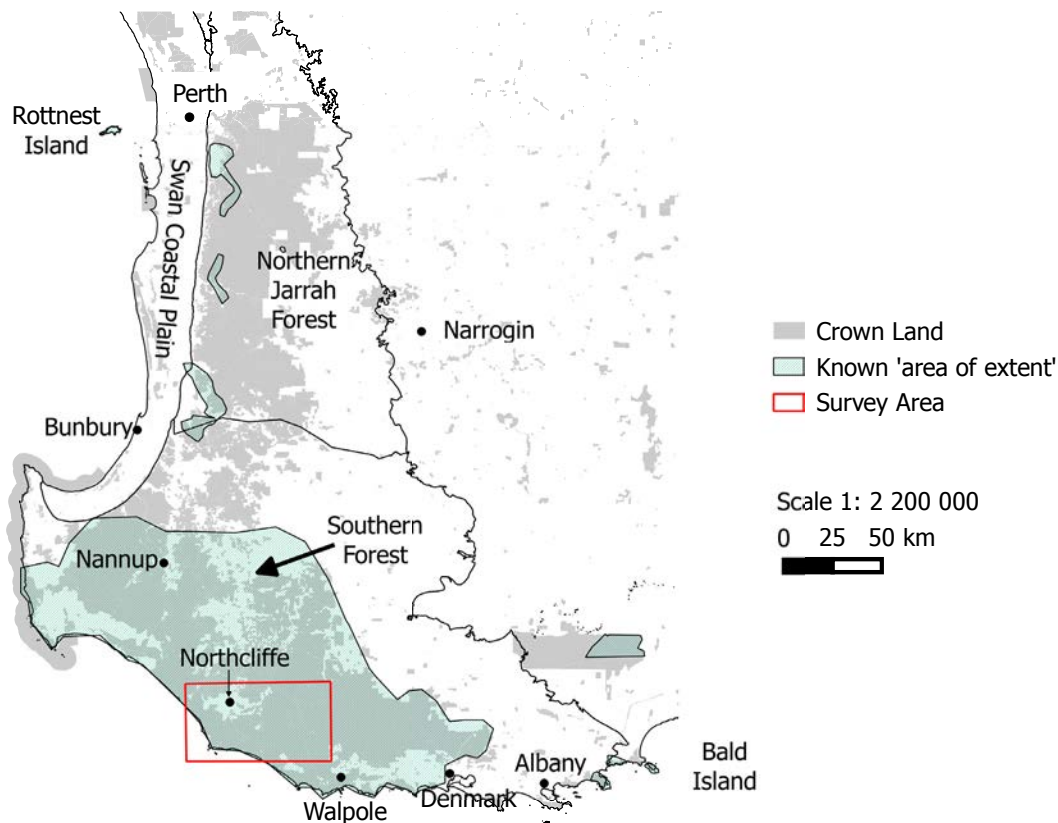 Perth
Rottnest
Island
Swan Coastal Plain
Northern
Jarrah
Forest
Narrogin
Bunbury
Southern
Forest
Nannup
Northcliffe
Walpole
Denmark
Albany
Bald
Island
Crown Land
Known 'area of extent'
Survey Area
Scale 1: 2 200 000
0 25 50 km